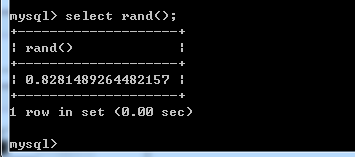 mysql> select rand();
+--------------------+
| rand()             |
+--------------------+
| 0.8281489264482157 |
+--------------------+
1 row in set (0.00 sec)
mysql>